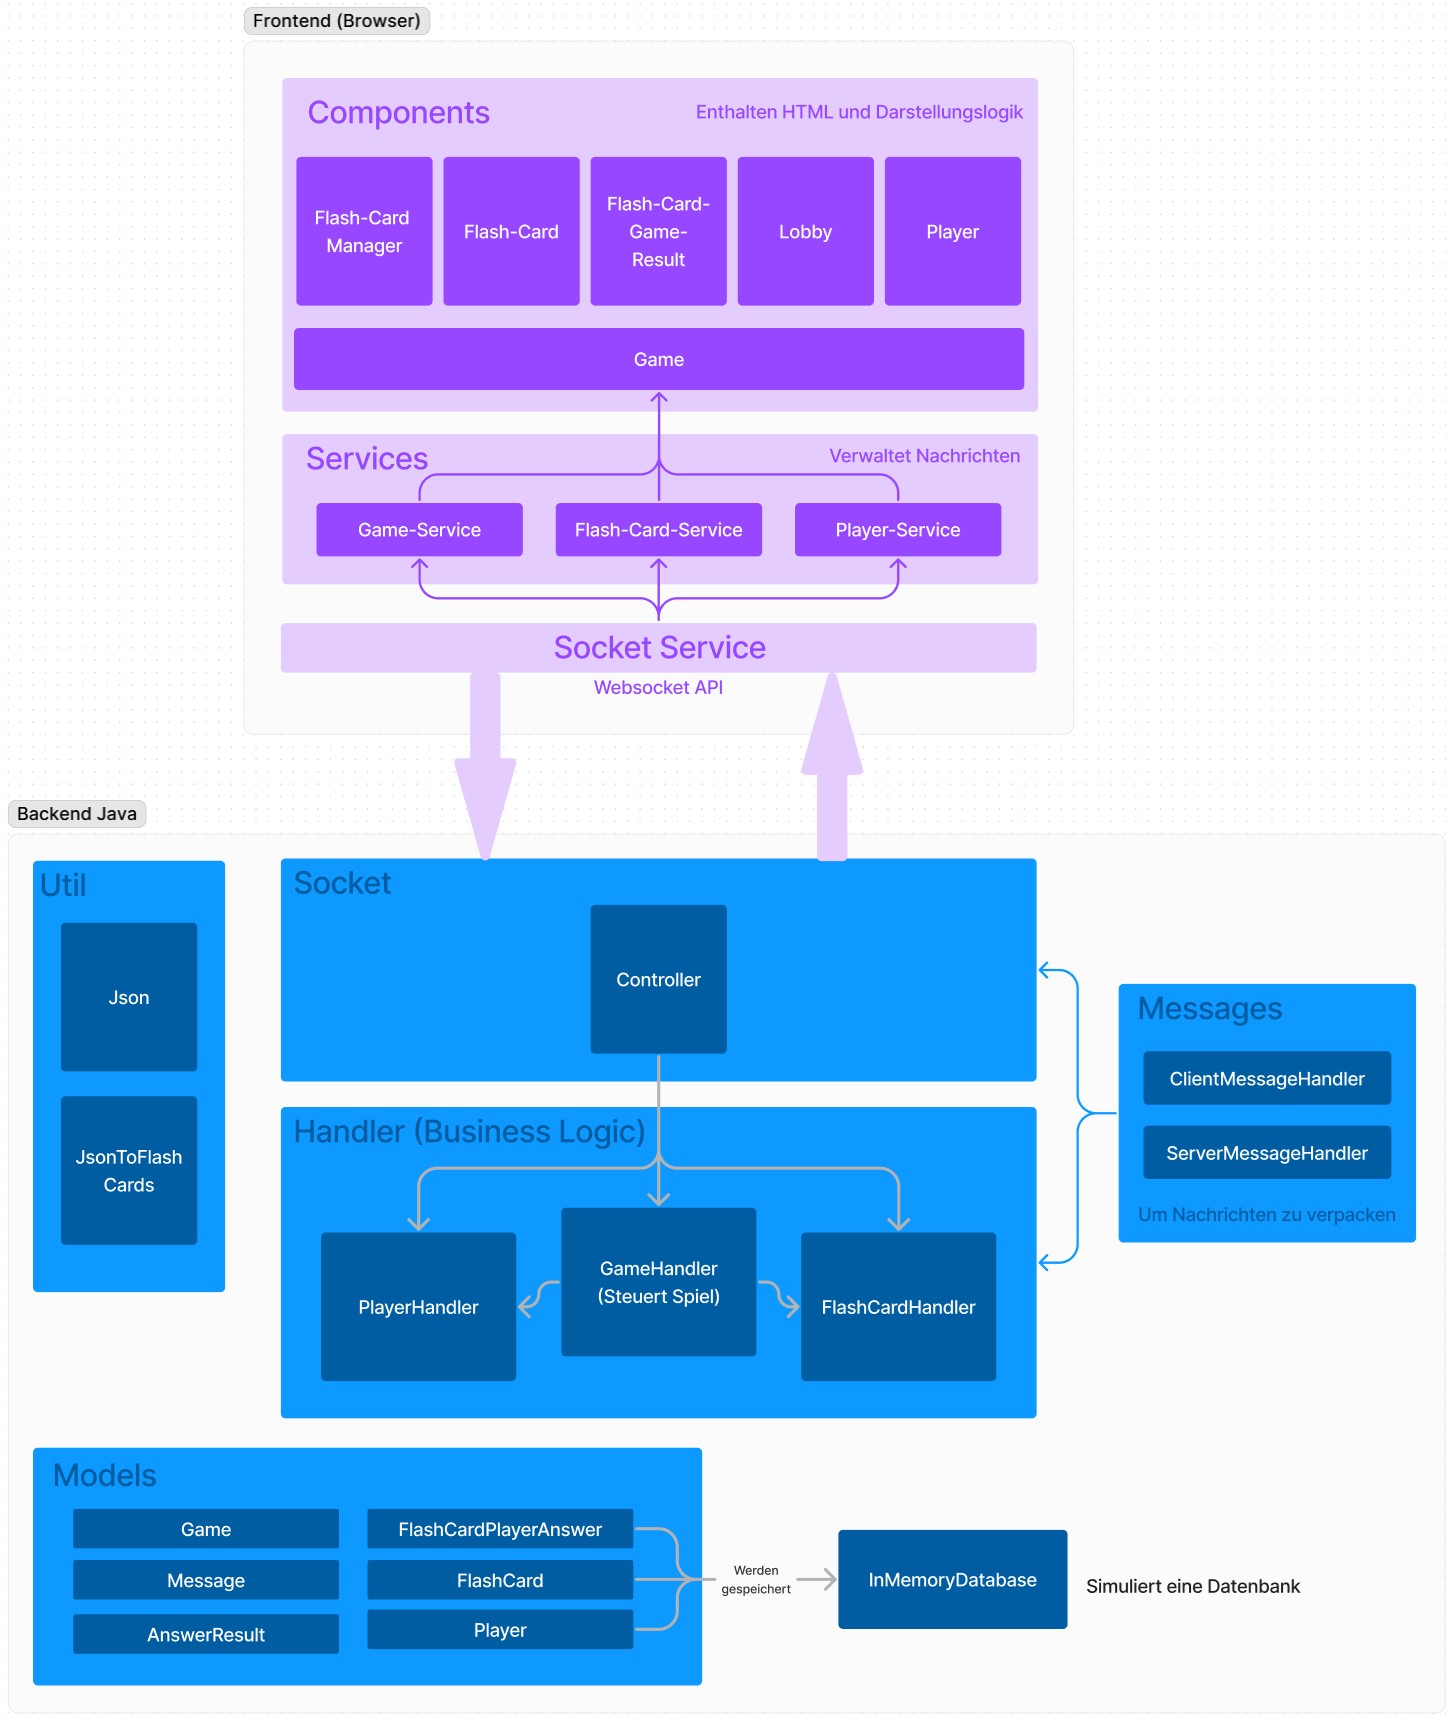 Frontend (Browser)
Components
Enthalten HTML und Darstellungslogik
Flash-Card
Manager
Flash-Card
Flash-Card-
Game-
Result
Lobby
Player
Game
Services
Verwaltet Nachrichten
Game-Service
Flash-Card-Service
Player-Service
Socket Service
Websocket API
Backend Java
Util
Json
JsonToFlash
Cards
Socket
Controller
Handler (Business Logic)
PlayerHandler
GameHandler
(Steuert Spiel)
FlashCardHandler
Messages
ClientMessageHandler
ServerMessageHandler
Um Nachrichten zu verpacken
Models
Game
Message
AnswerResult
FlashCardPlayerAnswer
FlashCard
Player
Werden
gespeichert
InMemoryDatabase
Simuliert eine Datenbank